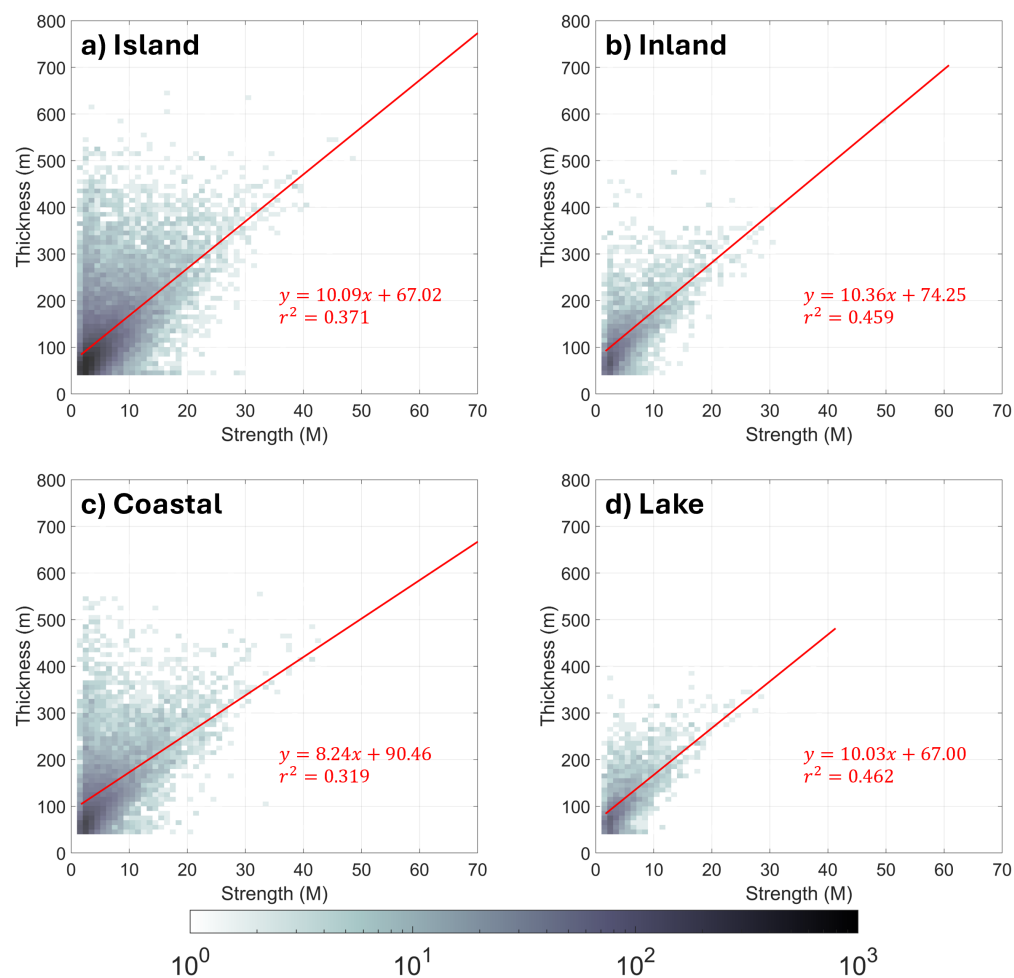 a) Island
800
700
600
500
400
300
200
100
0
Thickness (m)
y = 10.09x + 67.02
r² = 0.371
0 10 20 30 40 50 60 70
Strength (M)
b) Inland
800
700
600
500
400
300
200
100
0
Thickness (m)
y = 10.36x + 74.25
r² = 0.459
0 10 20 30 40 50 60 70
Strength (M)
c) Coastal
800
700
600
500
400
300
200
100
0
Thickness (m)
y = 8.24x + 90.46
r² = 0.319
0 10 20 30 40 50 60 70
Strength (M)
d) Lake
800
700
600
500
400
300
200
100
0
Thickness (m)
y = 10.03x + 67.00
r² = 0.462
0 10 20 30 40 50 60 70
Strength (M)
10⁰ 10¹ 10² 10³